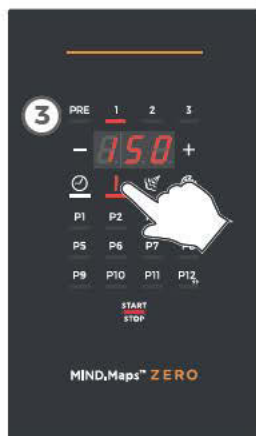 3 PRE 1 2 3
− 150 +
P1 P2
P5 P6 P7
P9 P10 P11 P12
START
STOP
MIND.Maps™ ZERO